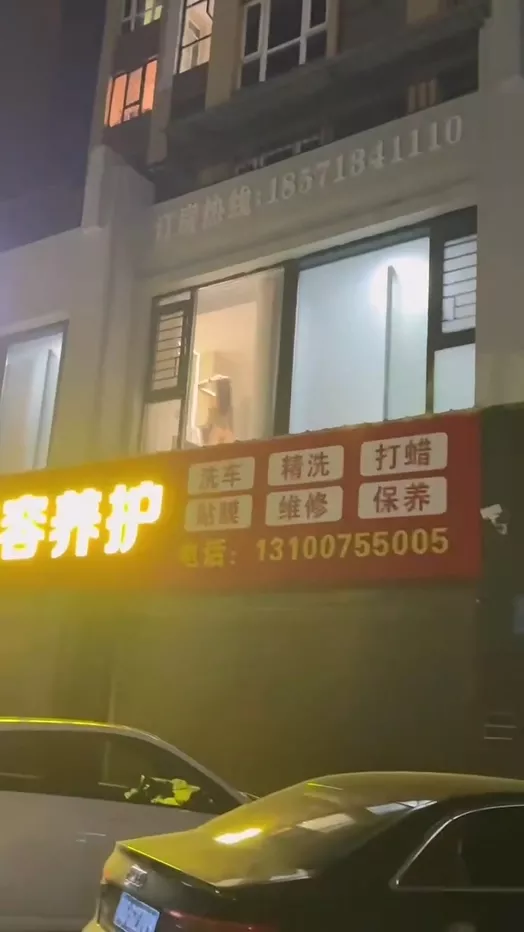 订房热线:18571841110
洗车 精洗 打蜡
贴膜 维修 保养
容养护
电话: 13100755005